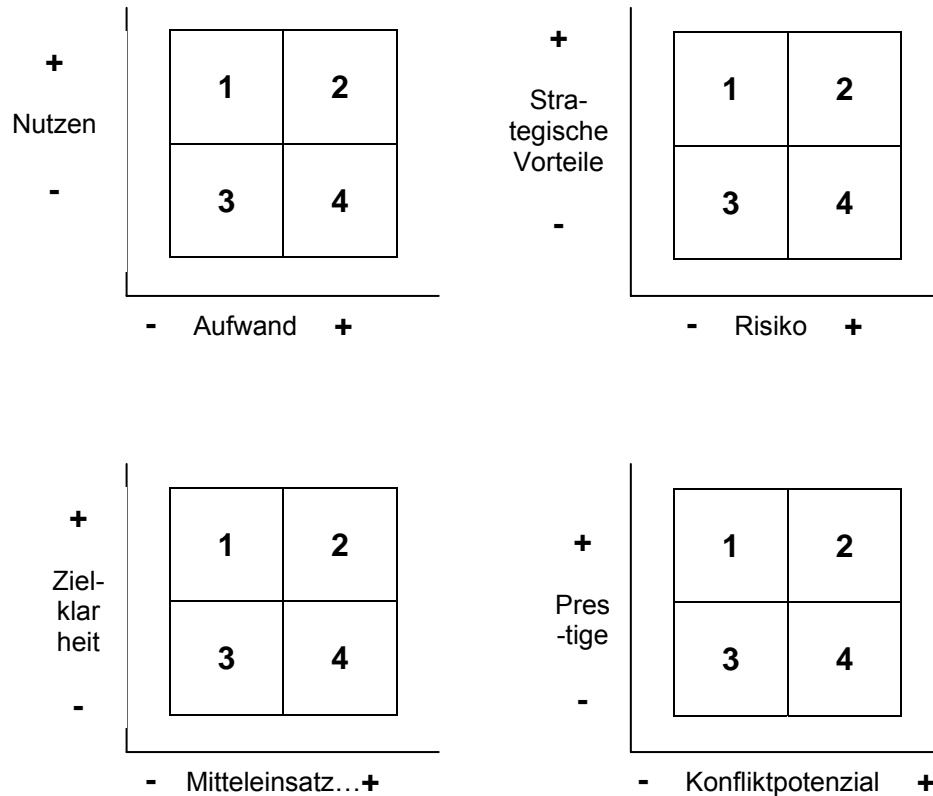 +
Nutzen
-
1 2
3 4
- Aufwand +
+
Stra-
tegische
Vorteile
-
1 2
3 4
- Risiko +
+
Ziel-
klar
heit
-
1 2
3 4
- Mitteleinsatz…+
+
Pres
-tige
-
1 2
3 4
- Konfliktpotenzial +